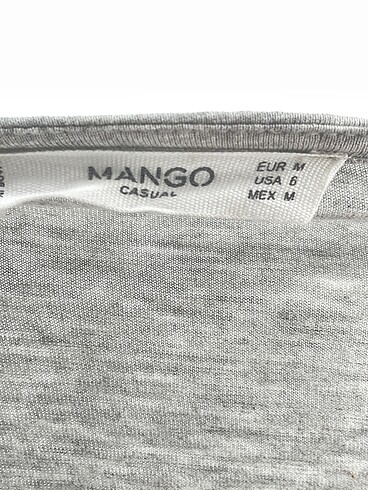 MANGO
CASUAL
EUR M
USA 6
MEX M